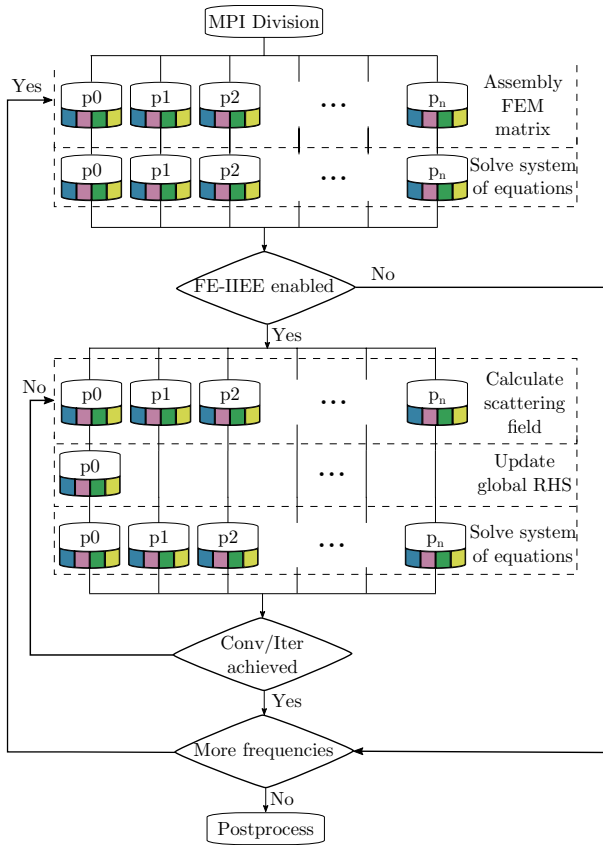 MPI Division
Yes
p0 p1 p2 ... pₙ
Assembly
FEM
matrix
p0 p1 p2 ... pₙ
Solve system
of equations
FE-IIEE enabled
No
Yes
No
p0 p1 p2 ... pₙ
Calculate
scattering
field
p0 ...
Update
global RHS
p0 p1 p2 ... pₙ
Solve system
of equations
Conv/Iter
achieved
Yes
More frequencies
No
Postprocess